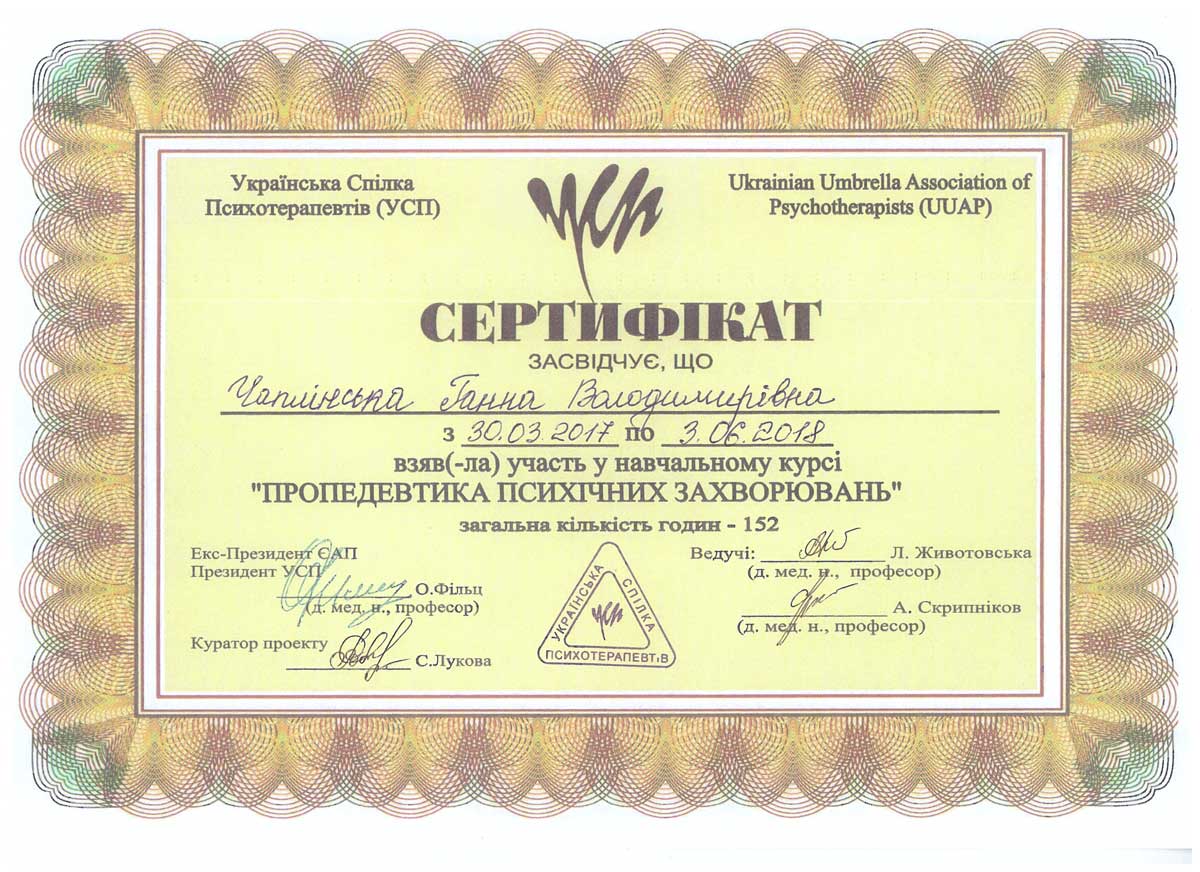 Українська Спілка
Психотерапевтів (УСП)
усп
Ukrainian Umbrella Association of
Psychotherapists (UUAP)
СЕРТИФІКАТ
ЗАСВІДЧУЄ, ЩО
Чаплінська Ганна Володимирівна
з 30.03.2017 по 3.06.2018
взяв(-ла) участь у навчальному курсі
"ПРОПЕДЕВТИКА ПСИХІЧНИХ ЗАХВОРЮВАНЬ"
загальна кількість годин - 152
Екс-Президент ЄАП
Президент УСП
О.Фільц
(д. мед. н., професор)
Куратор проекту
С.Лукова
УКРАЇНСЬКА СПІЛКА
ПСИХОТЕРАПЕВТІВ
усп
Ведучі: Л. Животовська
(д. мед. н., професор)
А. Скрипніков
(д. мед. н., професор)